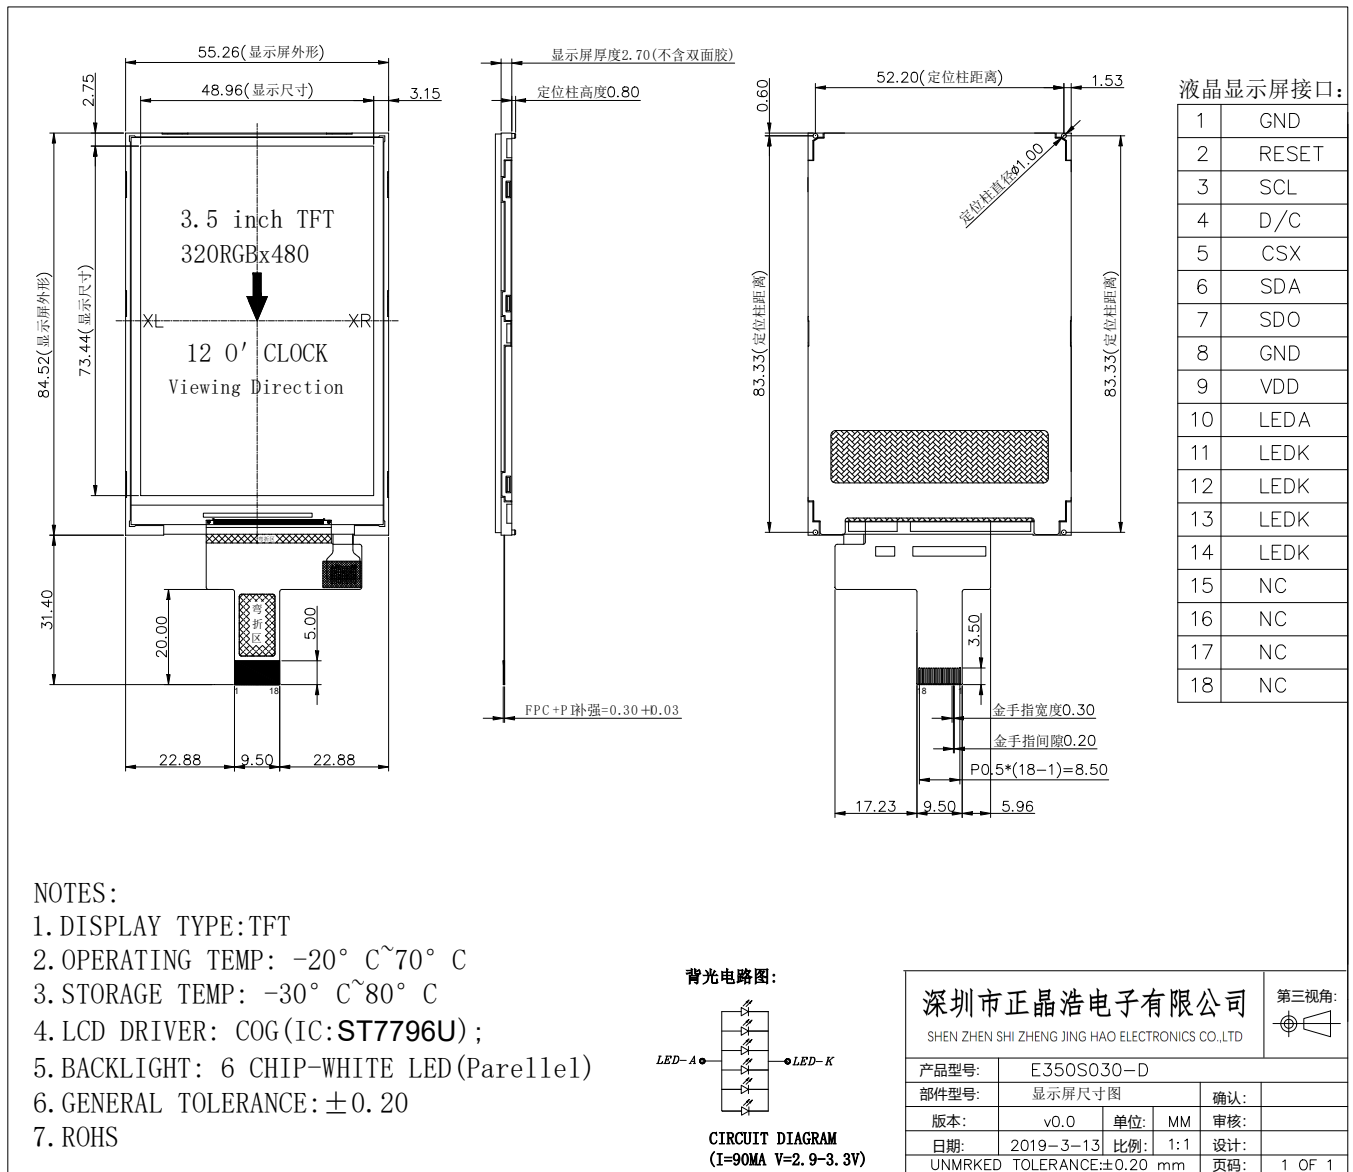 55.26(显示屏外形)
48.96(显示尺寸)
3.15
2.75
84.52(显示屏外形)
73.44(显示尺寸)
3.5 inch TFT
320RGBx480
XL
XR
12 O' CLOCK
Viewing Direction
弯折区
弯
折
区
31.40
20.00
5.00
1
18
22.88
9.50
22.88
显示屏厚度2.70(不含双面胶)
定位柱高度0.80
FPC+PI补强=0.30+0.03
0.60
52.20(定位柱距离)
1.53
定位柱直径ø1.00
83.33(定位柱距离)
83.33(定位柱距离)
3.50
18
1
金手指宽度0.30
金手指间隙0.20
P0.5*(18-1)=8.50
17.23
9.50
5.96
液晶显示屏接口:
1 GND
2 RESET
3 SCL
4 D/C
5 CSX
6 SDA
7 SDO
8 GND
9 VDD
10 LEDA
11 LEDK
12 LEDK
13 LEDK
14 LEDK
15 NC
16 NC
17 NC
18 NC
NOTES:
1.DISPLAY TYPE:TFT
2.OPERATING TEMP: -20° C~70° C
3.STORAGE TEMP: -30° C~80° C
4.LCD DRIVER: COG(IC:ST7796U);
5.BACKLIGHT: 6 CHIP-WHITE LED(Parellel)
6.GENERAL TOLERANCE:±0.20
7.ROHS
背光电路图:
LED-A
LED-K
CIRCUIT DIAGRAM
(I=90MA V=2.9-3.3V)
深圳市正晶浩电子有限公司
SHEN ZHEN SHI ZHENG JING HAO ELECTRONICS CO.,LTD
第三视角:
产品型号: E350S030-D
部件型号: 显示屏尺寸图 确认:
版本: v0.0 单位: MM 审核:
日期: 2019-3-13 比例: 1:1 设计:
UNMRKED TOLERANCE:±0.20 mm 页码: 1 OF 1